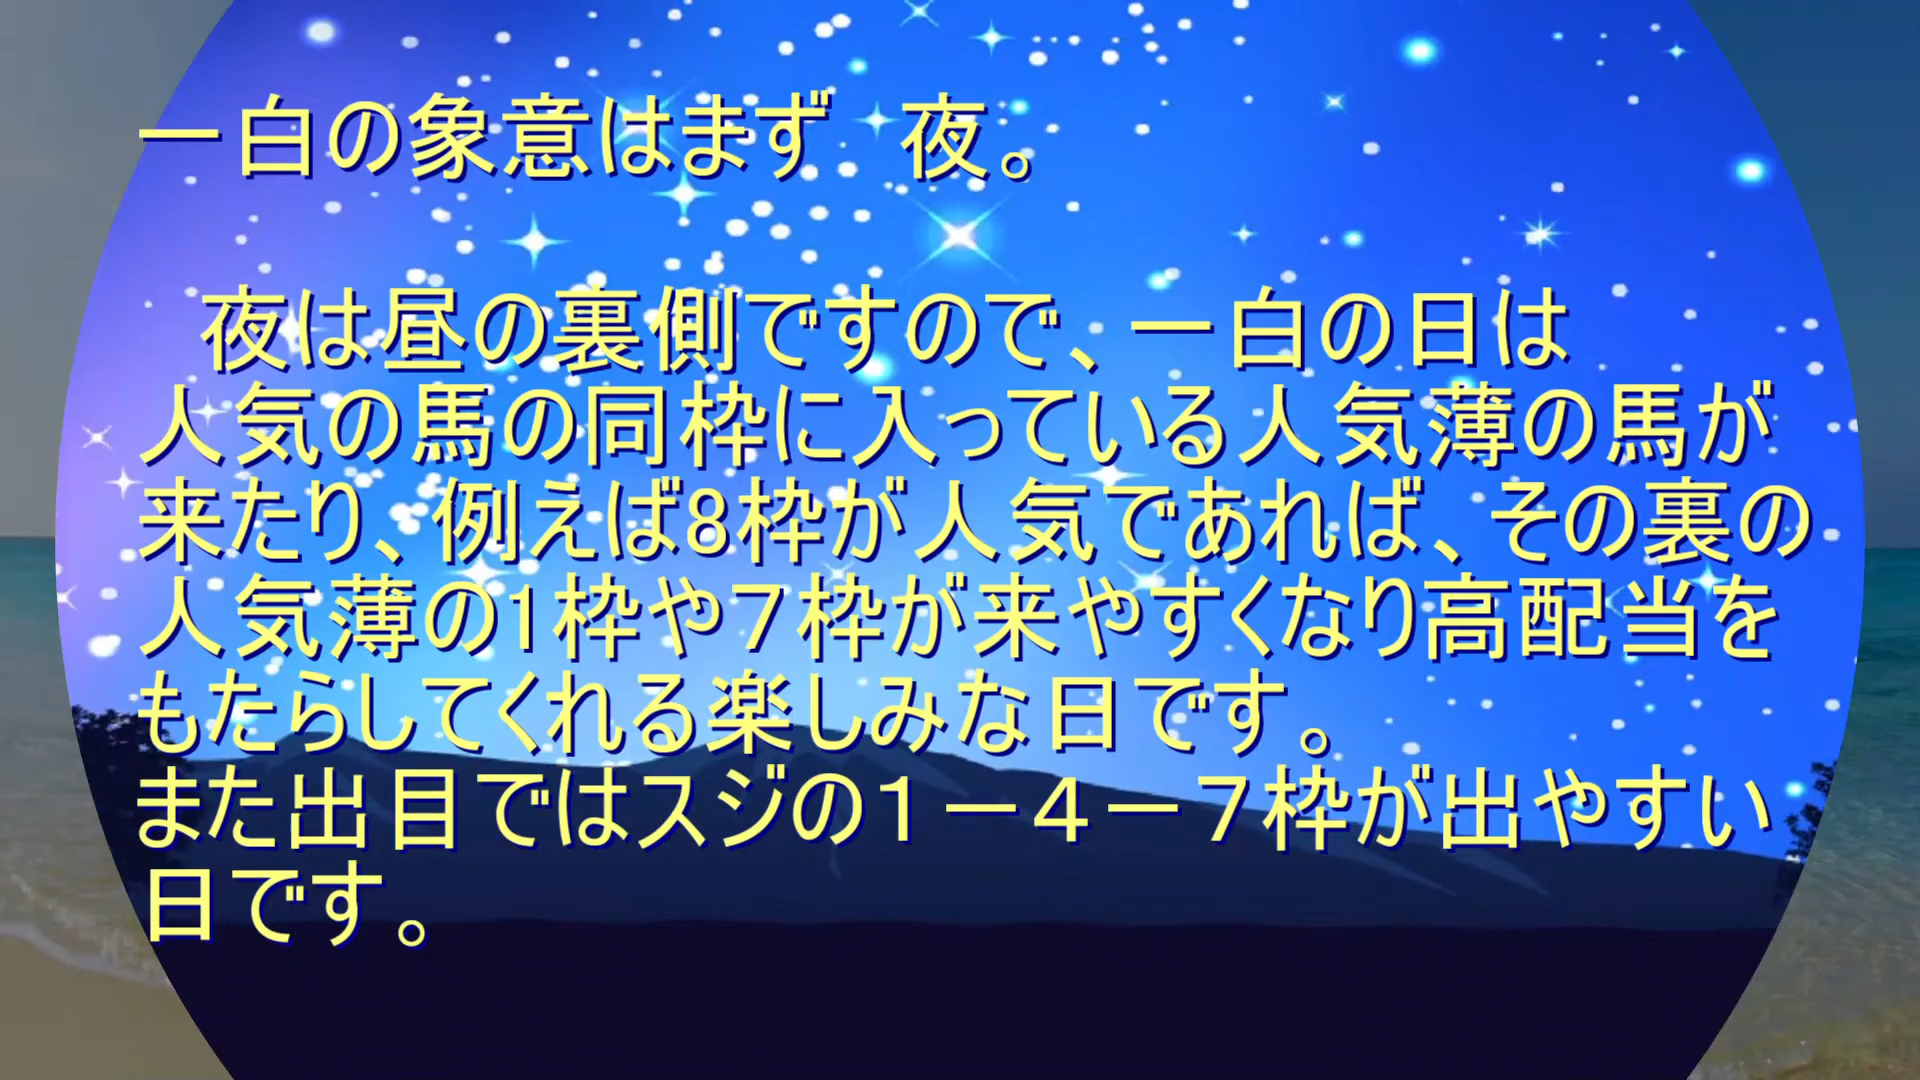 一白の象意はまず　夜。
夜は昼の裏側ですので、一白の日は
人気の馬の同枠に入っている人気薄の馬が
来たり、例えば8枠が人気であれば、その裏の
人気薄の1枠や７枠が来やすくなり高配当を
もたらしてくれる楽しみな日です。
また出目ではスジの１－４－７枠が出やすい
日です。